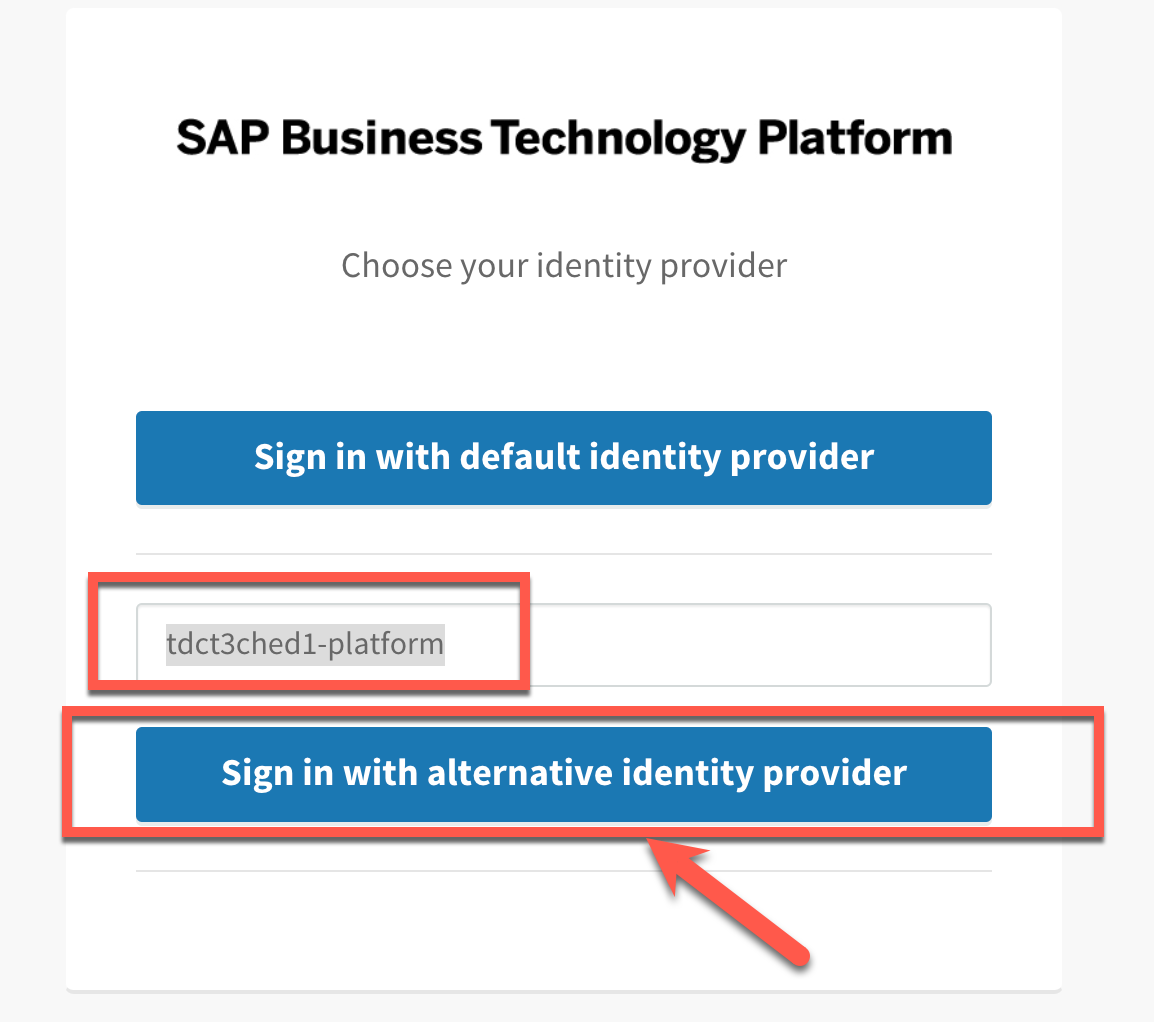 SAP Business Technology Platform
Choose your identity provider
Sign in with default identity provider
tdct3ched1-platform
Sign in with alternative identity provider